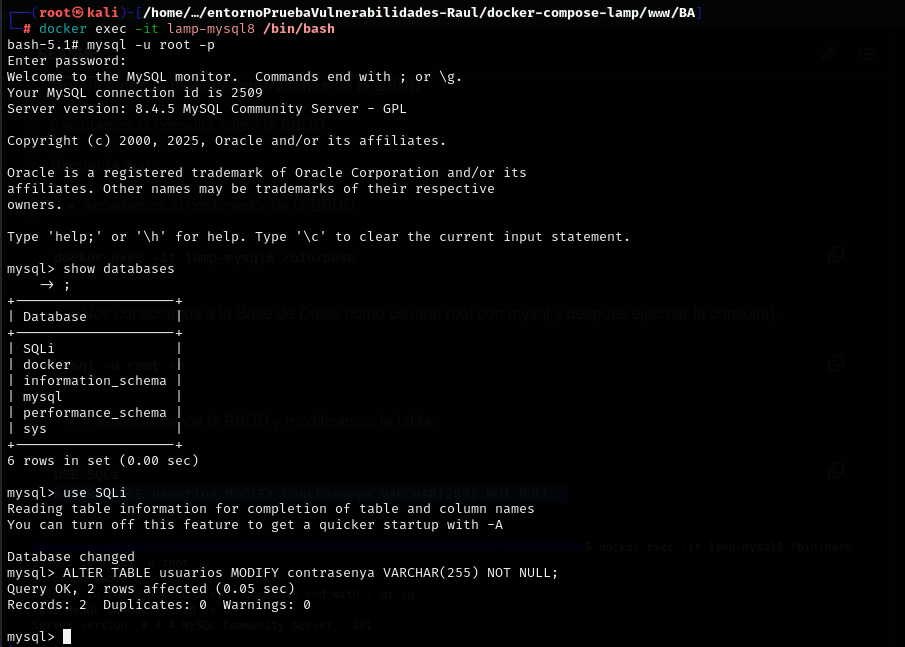 ┌──(root㉿kali)-[/home/…/entornoPruebaVulnerabilidades-Raul/docker-compose-lamp/www/BA]
└─# docker exec -it lamp-mysql8 /bin/bash
bash-5.1# mysql -u root -p
Enter password:
Welcome to the MySQL monitor.  Commands end with ; or \g.
Your MySQL connection id is 2509
Server version: 8.4.5 MySQL Community Server - GPL

Copyright (c) 2000, 2025, Oracle and/or its affiliates.

Oracle is a registered trademark of Oracle Corporation and/or its
affiliates. Other names may be trademarks of their respective
owners.

Type 'help;' or '\h' for help. Type '\c' to clear the current input statement.

mysql> show databases
    -> ;
+--------------------+
| Database           |
+--------------------+
| SQLi               |
| docker             |
| information_schema |
| mysql              |
| performance_schema |
| sys                |
+--------------------+
6 rows in set (0.00 sec)

mysql> use SQLi
Reading table information for completion of table and column names
You can turn off this feature to get a quicker startup with -A

Database changed
mysql> ALTER TABLE usuarios MODIFY contrasenya VARCHAR(255) NOT NULL;
Query OK, 2 rows affected (0.05 sec)
Records: 2  Duplicates: 0  Warnings: 0

mysql>